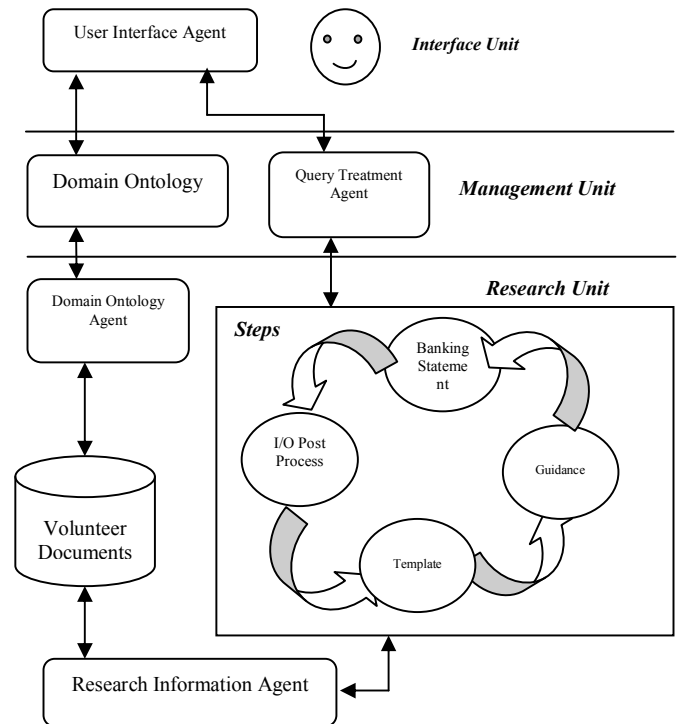 User Interface Agent
Interface Unit
Domain Ontology
Query Treatment
Agent
Management Unit
Domain Ontology
Agent
Research Unit
Steps
Banking
Stateme
nt
I/O Post
Process
Guidance
Volunteer
Documents
Template
Research Information Agent